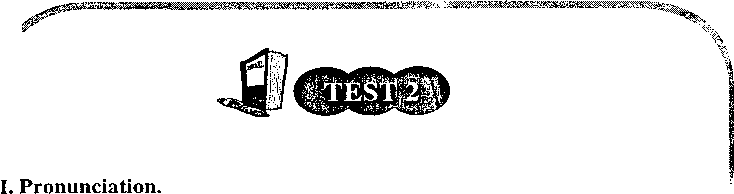 TEST 2
I. Pronunciation.